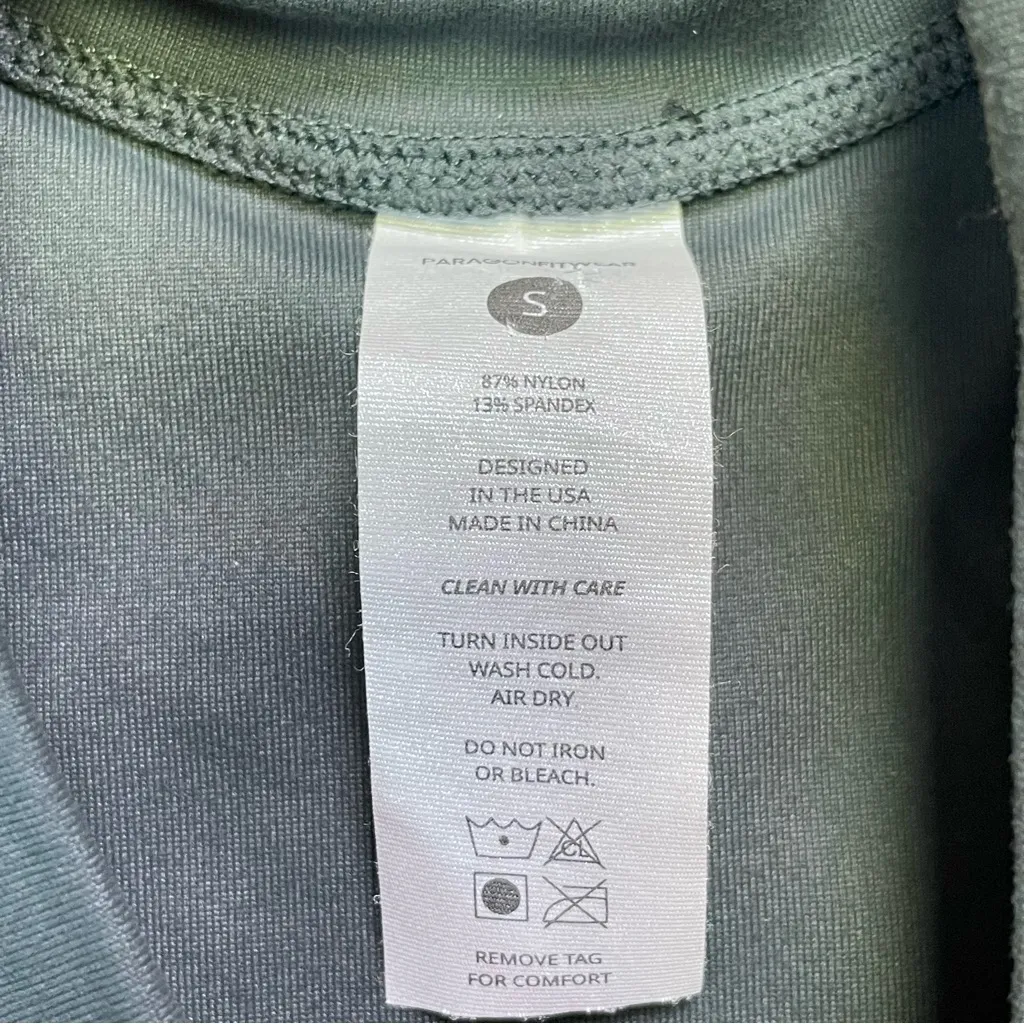 PARAGONFITWEAR
S
87% NYLON
13% SPANDEX
DESIGNED
IN THE USA
MADE IN CHINA
CLEAN WITH CARE
TURN INSIDE OUT
WASH COLD.
AIR DRY
DO NOT IRON
OR BLEACH.
CL
REMOVE TAG
FOR COMFORT